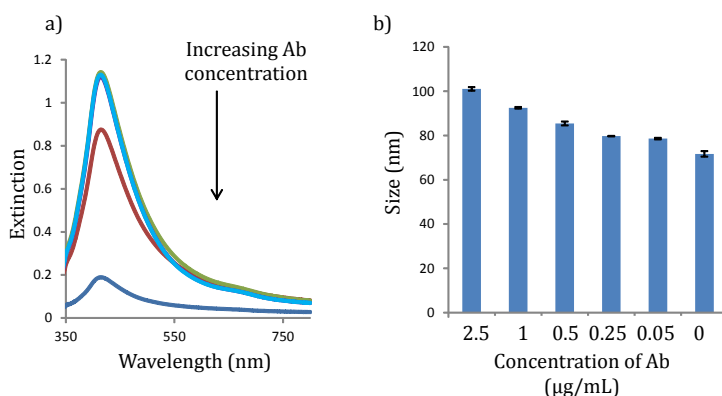 a)
Increasing Ab
concentration
1.2
1
0.8
0.6
0.4
0.2
0
Extinction
350
550
750
Wavelength (nm)
b)
120
100
80
60
40
20
0
Size (nm)
2.5 1 0.5 0.25 0.05 0
Concentration of Ab
(μg/mL)